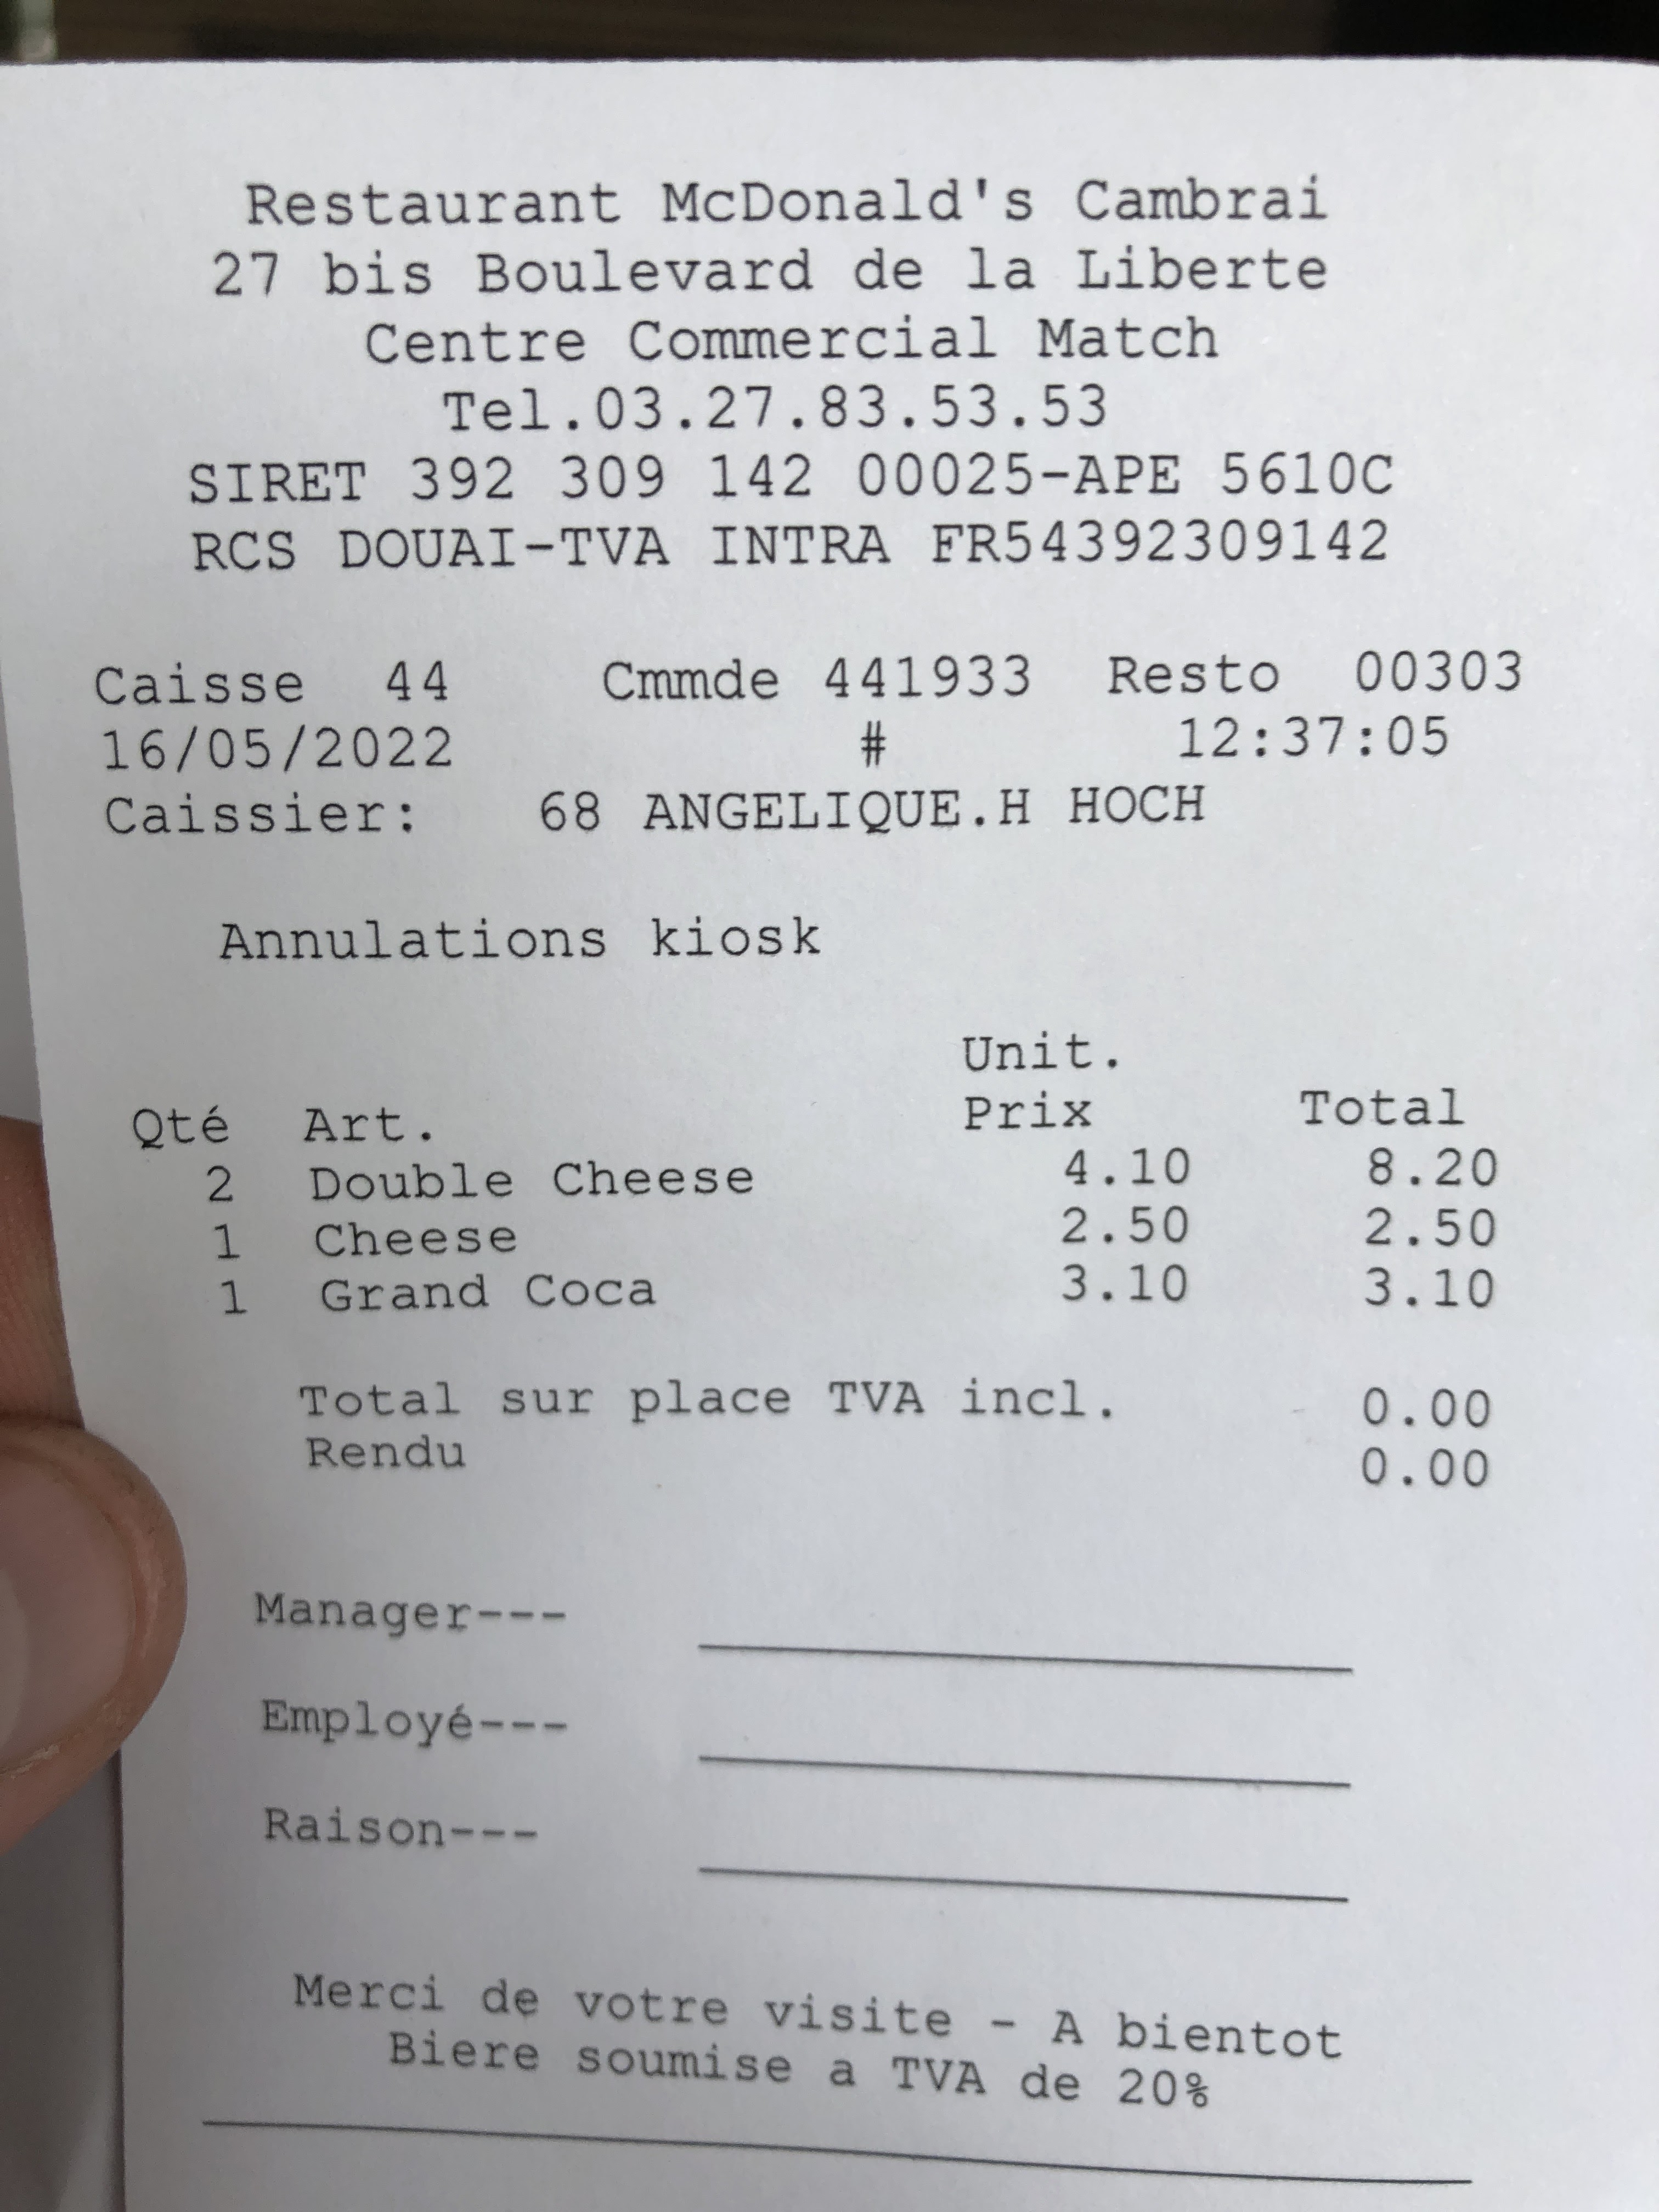 Restaurant McDonald's Cambrai
27 bis Boulevard de la Liberte
Centre Commercial Match
Tel.03.27.83.53.53
SIRET 392 309 142 00025-APE 5610C
RCS DOUAI-TVA INTRA FR54392309142
Caisse 44 Cmmde 441933 Resto 00303
16/05/2022 # 12:37:05
Caissier: 68 ANGELIQUE.H HOCH
Annulations kiosk
Unit.
Qté Art. Prix Total
2 Double Cheese 4.10 8.20
1 Cheese 2.50 2.50
1 Grand Coca 3.10 3.10
Total sur place TVA incl. 0.00
Rendu 0.00
Manager---
Employé---
Raison---
Merci de votre visite - A bientot
Biere soumise a TVA de 20%